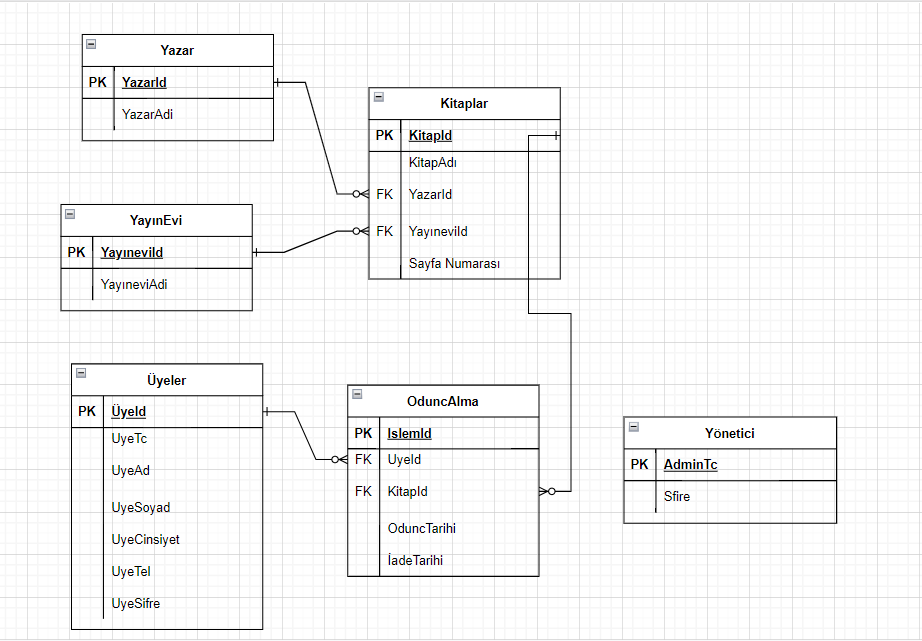 Yazar
PK YazarId
YazarAdi
Kitaplar
PK KitapId
KitapAdı
FK YazarId
FK YayıneviId
Sayfa Numarası
YayınEvi
PK YayıneviId
YayıneviAdi
Üyeler
PK ÜyeId
UyeTc
UyeAd
UyeSoyad
UyeCinsiyet
UyeTel
UyeSifre
OduncAlma
PK IslemId
FK UyeId
FK KitapId
OduncTarihi
İadeTarihi
Yönetici
PK AdminTc
Sfire